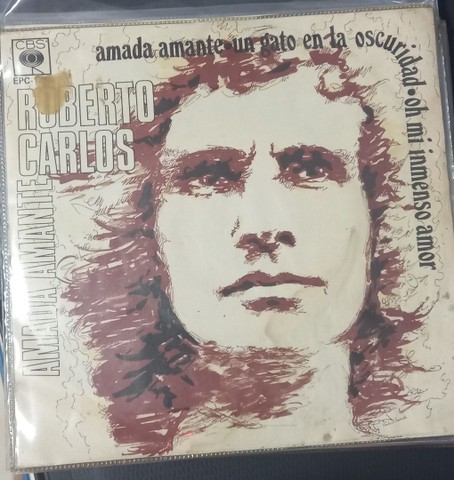 CBS
EPC-
amada amante·un gato en la oscuridad·oh mi inmenso amor
ROBERTO
CARLOS
AMADA AMANTE